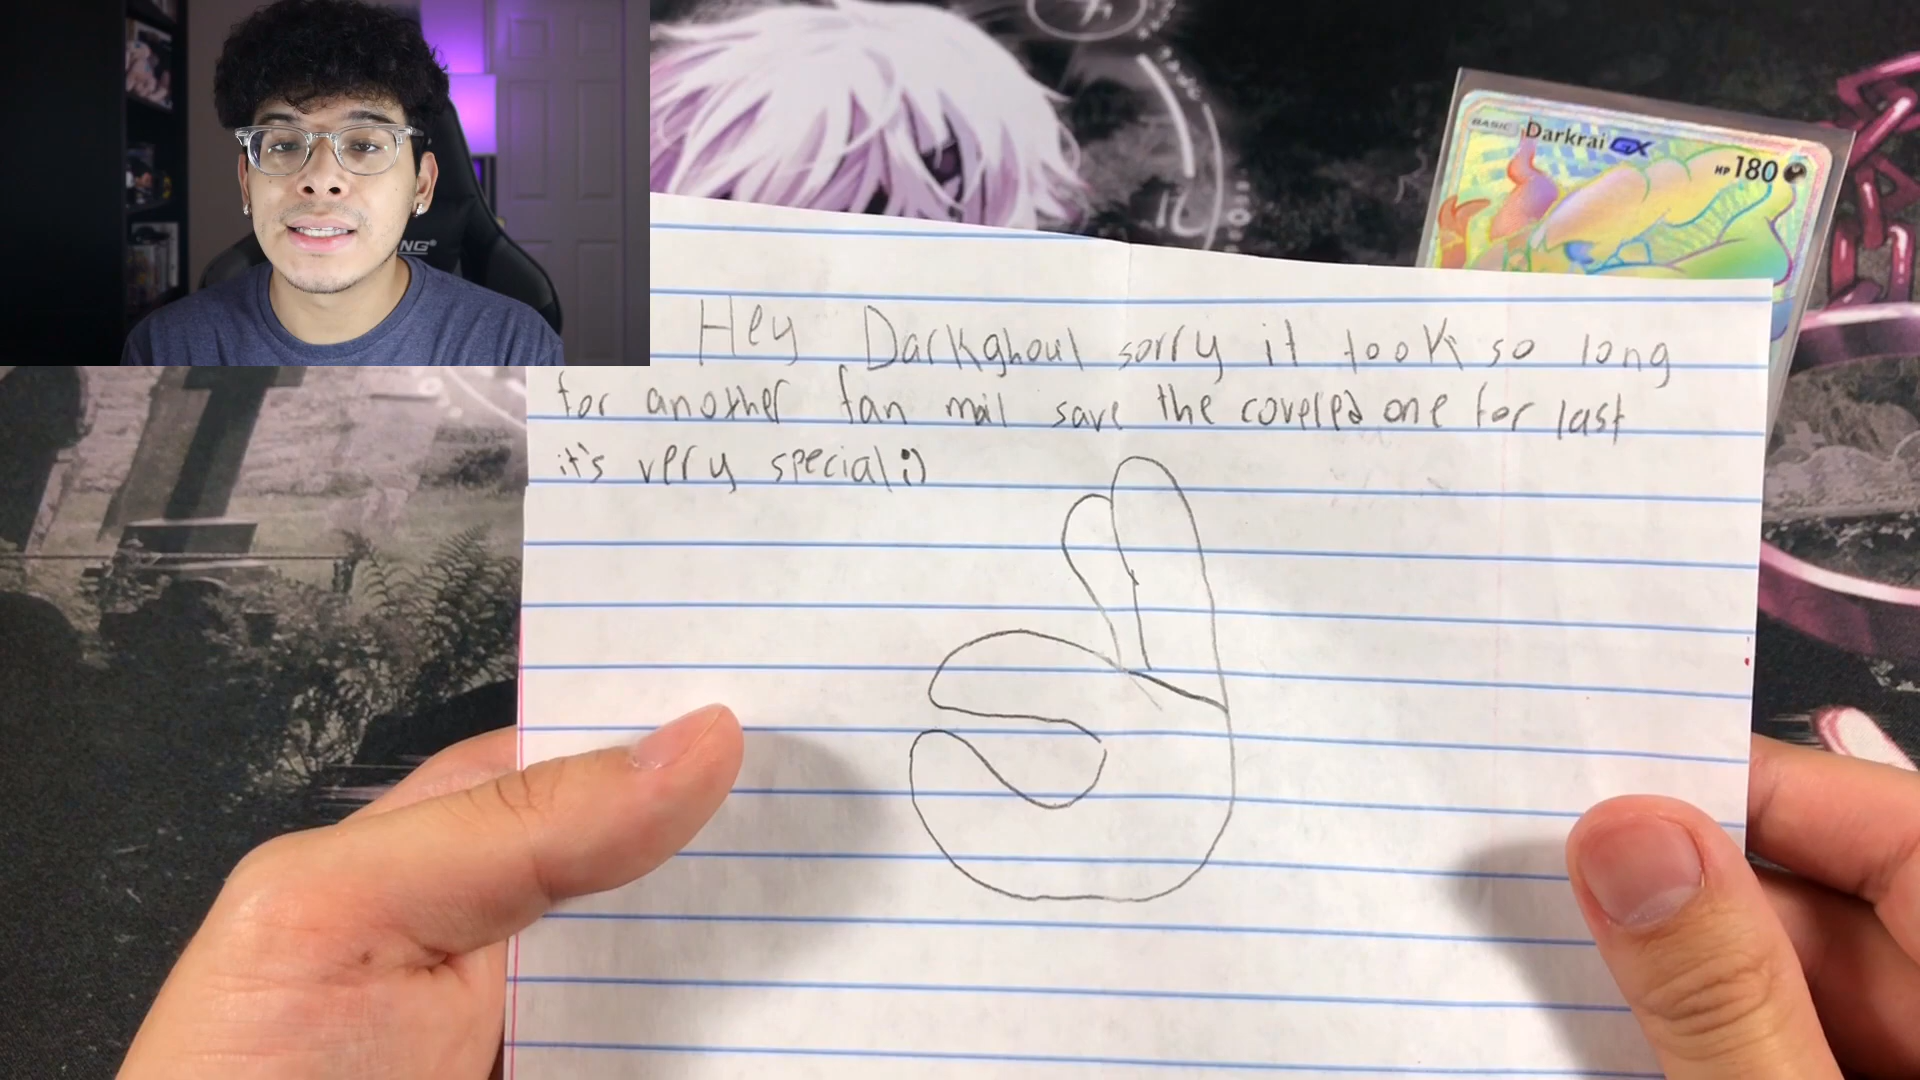 NG®
BASIC Darkrai GX HP 180
Hey Darkghoul sorry it took so long
for another fan mail save the covered one for last
it's very special :)